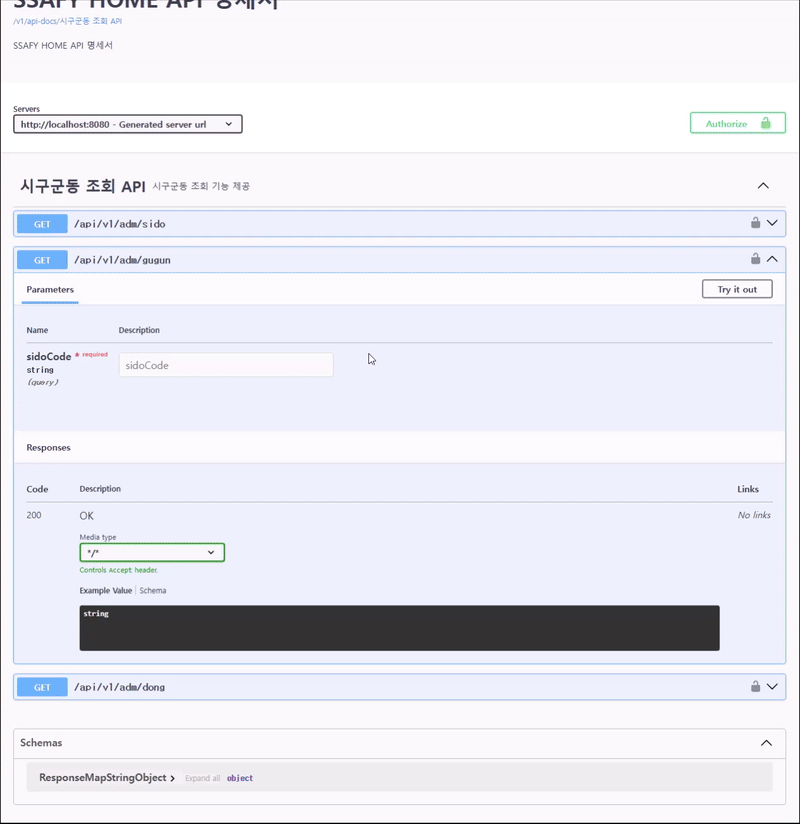 SSAFY HOME API 명세서
/v1/api-docs/시구군동 조회 API
SSAFY HOME API 명세서
Servers
http://localhost:8080 - Generated server url
Authorize
시구군동 조회 API 시구군동 조회 기능 제공
GET /api/v1/adm/sido
GET /api/v1/adm/gugun
Parameters
Try it out
Name Description
sidoCode * required
string
(query)
sidoCode
Responses
Code Description Links
200 OK No links
Media type
*/*
Controls Accept header.
Example Value | Schema
string
GET /api/v1/adm/dong
Schemas
ResponseMapStringObject Expand all object